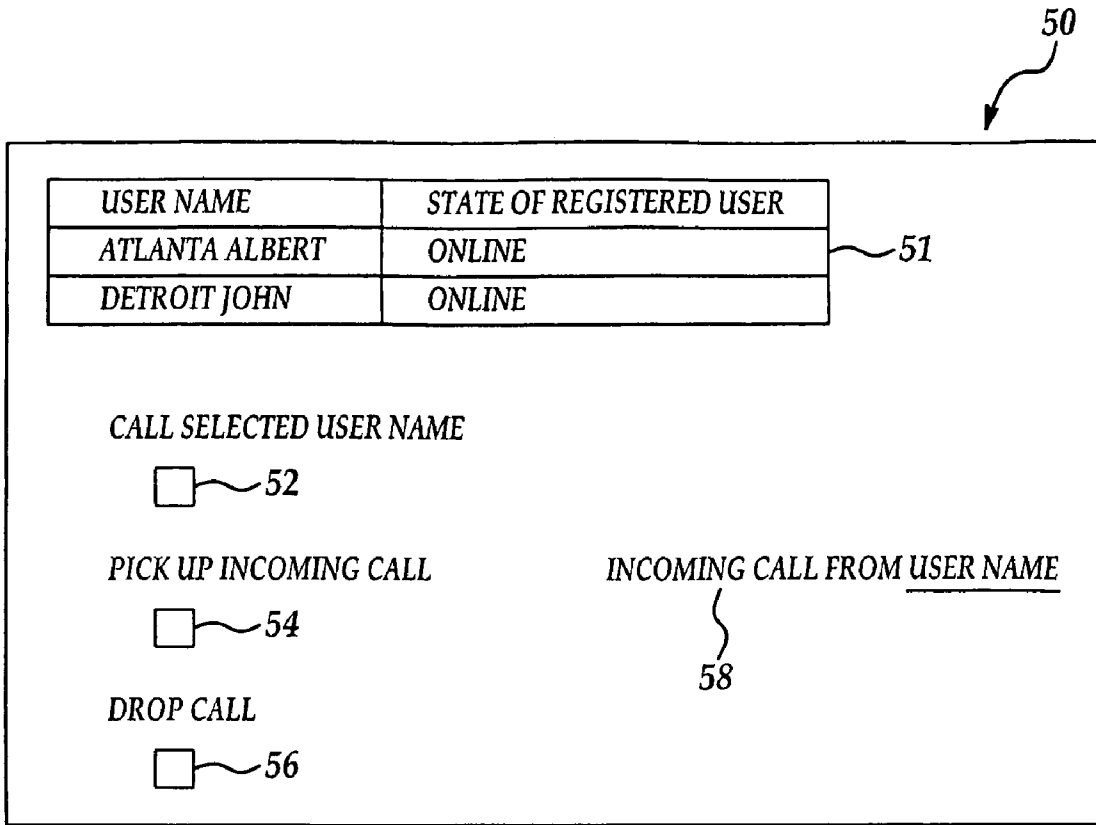 50
USER NAME STATE OF REGISTERED USER
ATLANTA ALBERT ONLINE
51
DETROIT JOHN ONLINE
CALL SELECTED USER NAME
52
PICK UP INCOMING CALL INCOMING CALL FROM USER NAME
54
58
DROP CALL
56